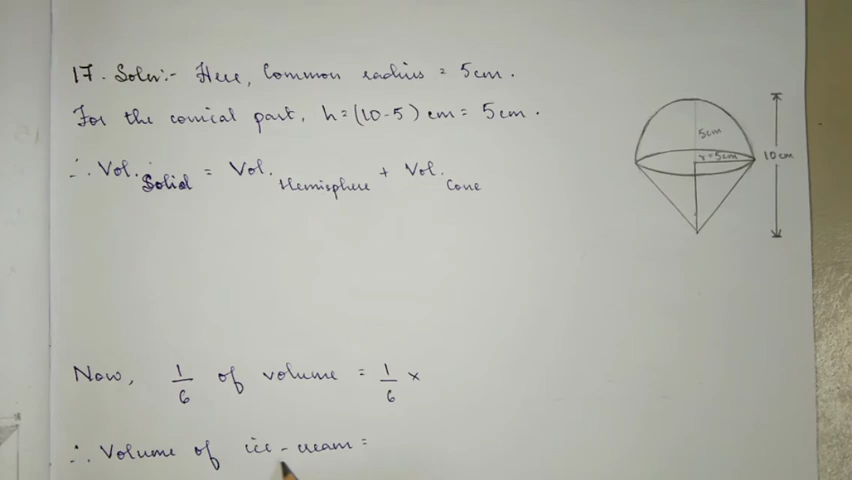 17. Soln:- Here, Common radius = 5cm.
For the conical part, h=(10-5) cm = 5cm.
∴ Vol. Solid = Vol. Hemisphere + Vol. Cone
5cm
r=5cm
10cm
Now, 1/6 of volume = 1/6 ×
∴ Volume of ice-cream =